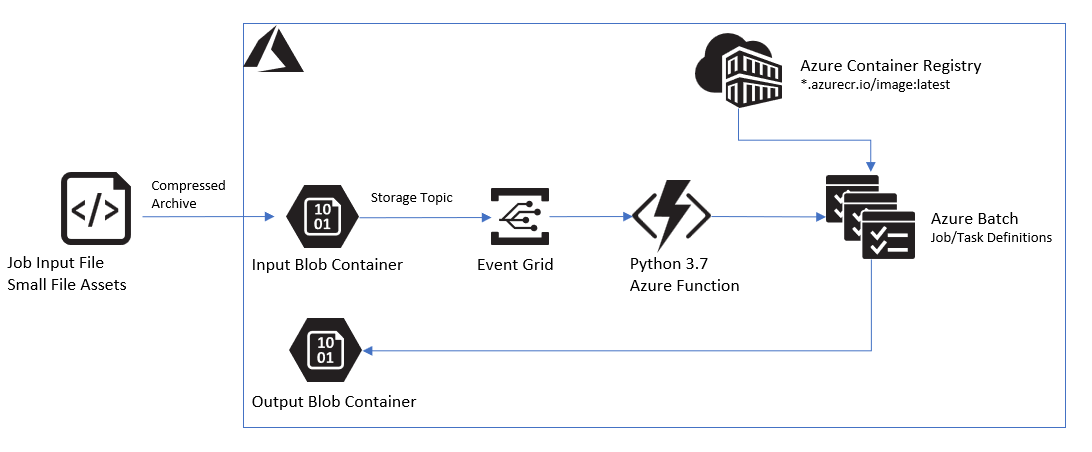 Azure Container Registry
*.azurecr.io/image:latest
Compressed
Archive
</>
Job Input File
Small File Assets
10
01
Input Blob Container
Storage Topic
Event Grid
Python 3.7
Azure Function
Azure Batch
Job/Task Definitions
10
01
Output Blob Container